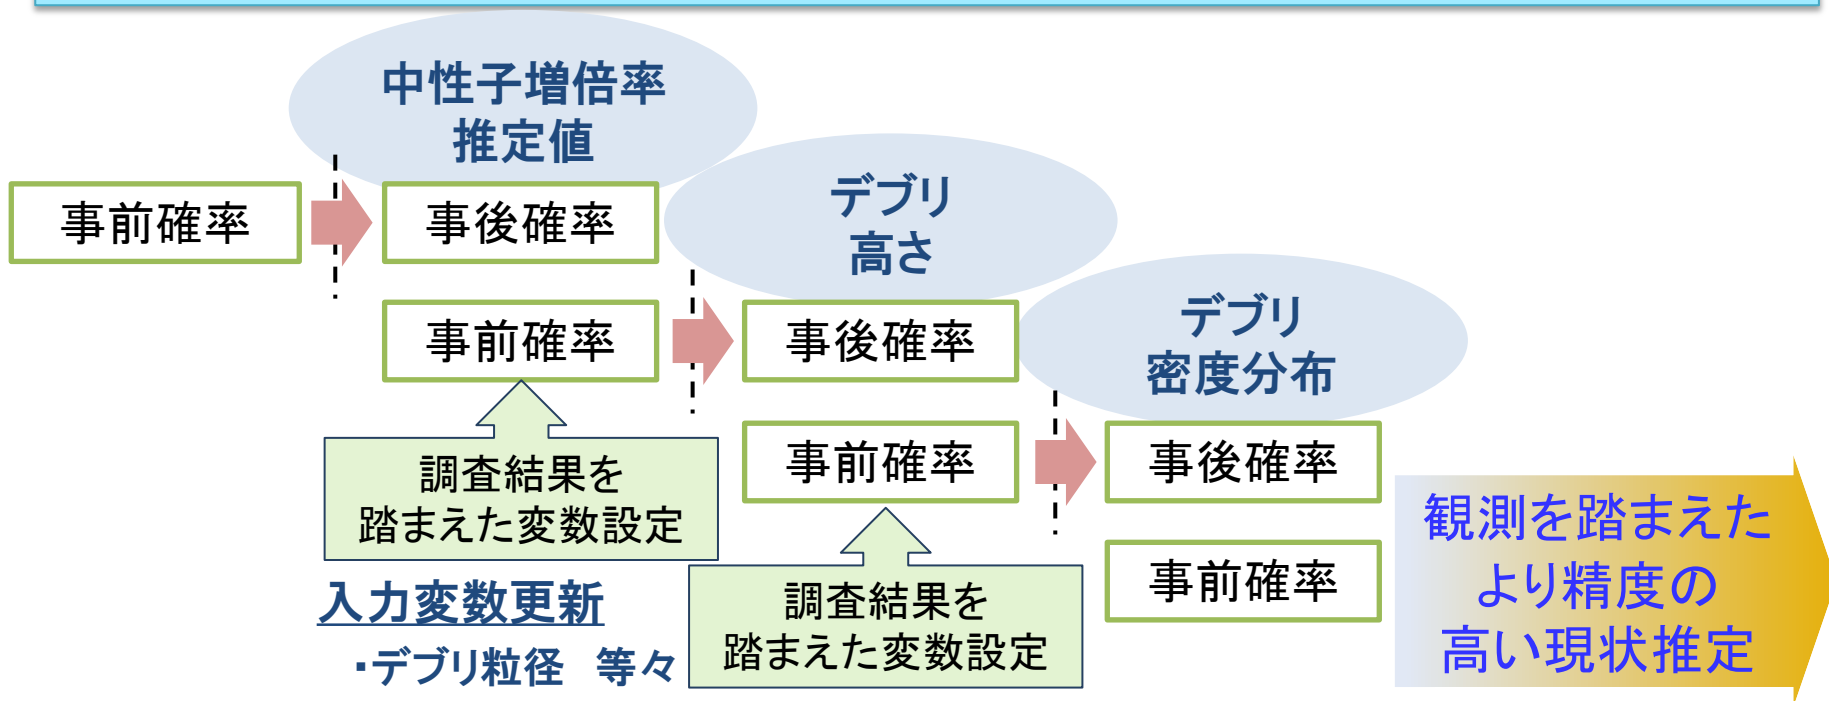 中性子増倍率
推定値
事前確率
事後確率
デブリ
高さ
事前確率
事後確率
デブリ
密度分布
調査結果を
踏まえた変数設定
事前確率
事後確率
入力変数更新
・デブリ粒径　等々
調査結果を
踏まえた変数設定
事前確率
観測を踏まえた
より精度の
高い現状推定